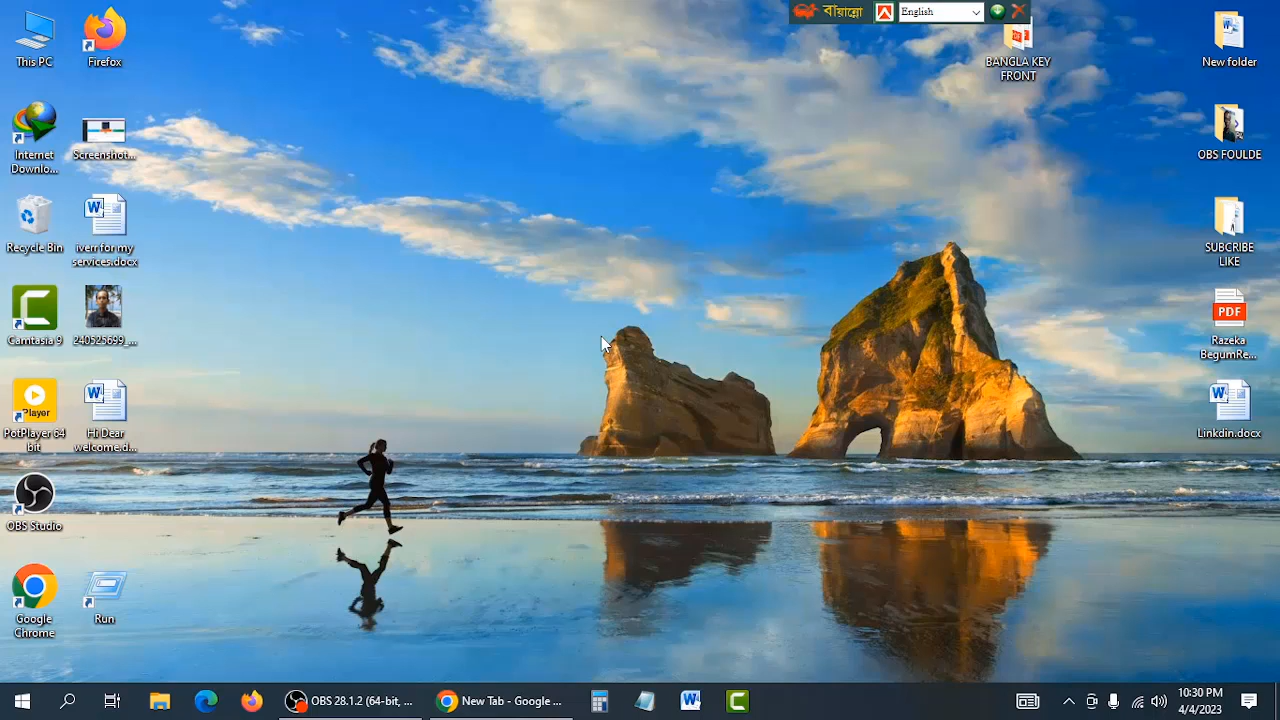 বায়ান্নো
English
This PC
Firefox
BANGLA KEY
FRONT
New folder
Internet
Downlo...
Screenshot...
OBS FOULDE
Recycle Bin
iverr for my
services.docx
SUBCRIBE
LIKE
Camtasia 9
240525699_...
PDF
Razeka
BegumRe...
Player
PotPlayer 64
bit
Hi Dear
welcome.d...
Linkdin.docx
OBS Studio
Google
Chrome
Run
OBS 28.1.2 (64-bit, ...
New Tab - Google-...
10:30 PM
4/4/2023